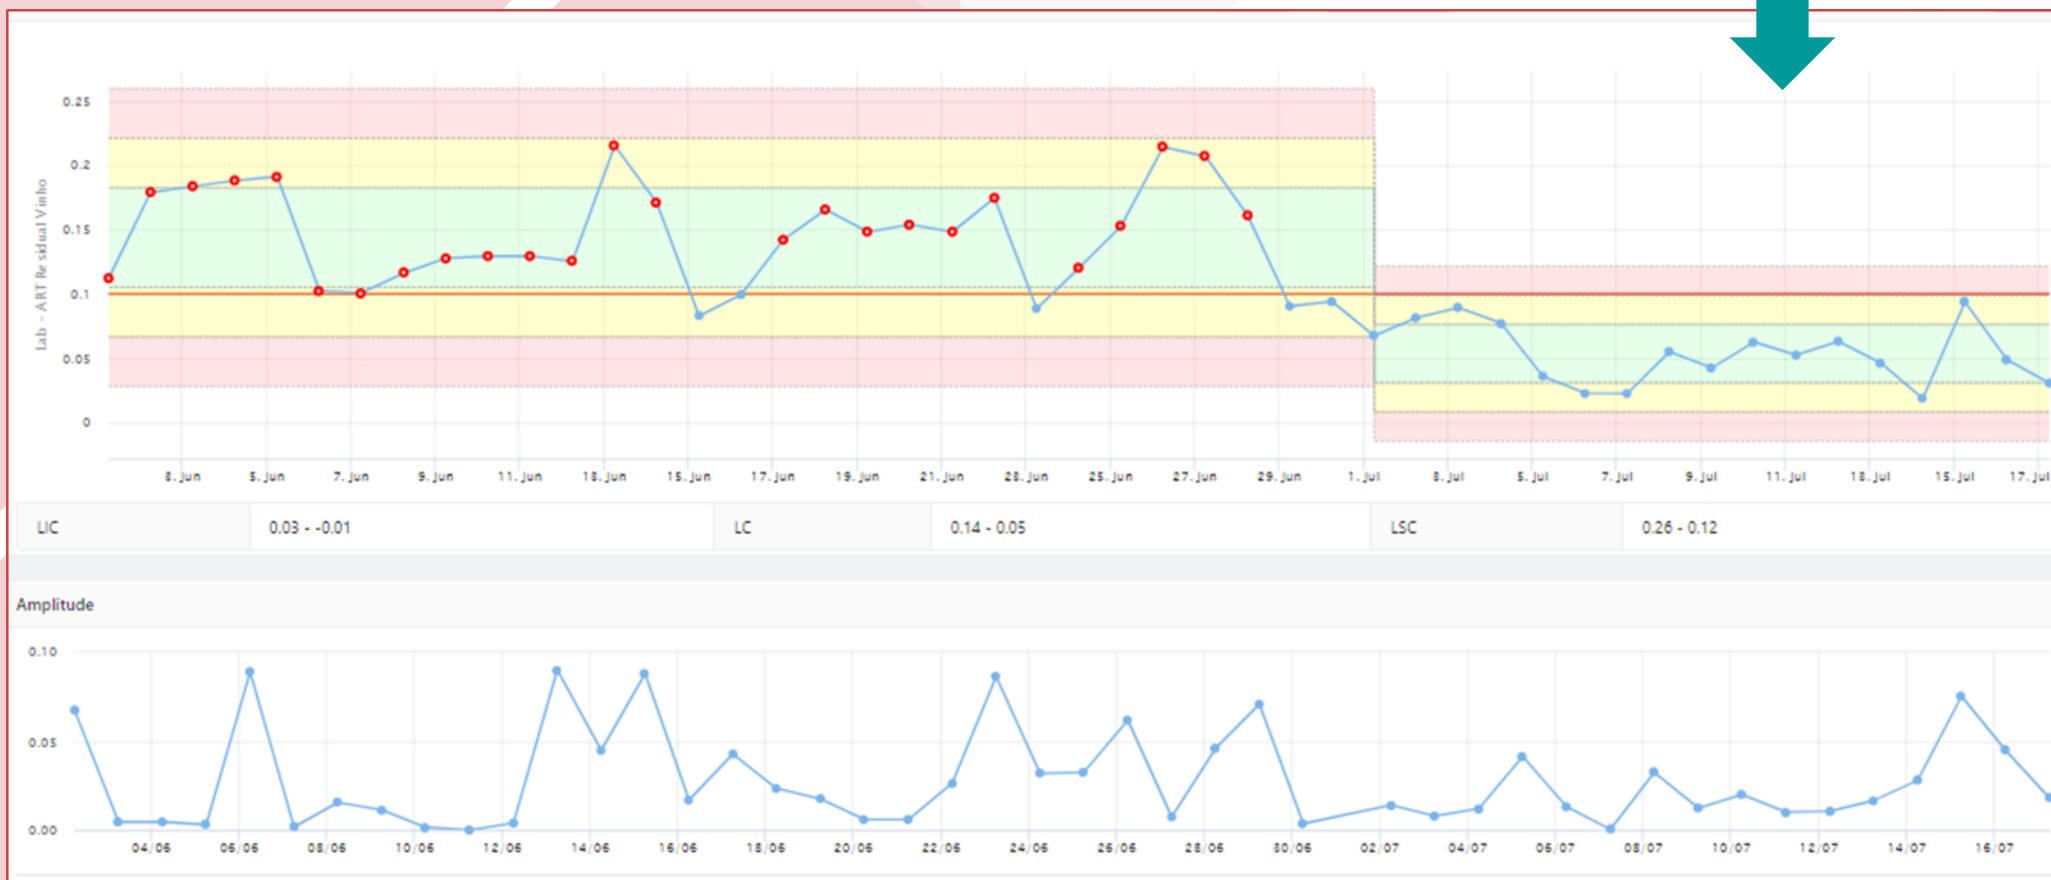 Lab - ART Residual Vinho
0.25
0.2
0.15
0.1
0.05
0
3. Jun 5. Jun 7. Jun 9. Jun 11. Jun 13. Jun 15. Jun 17. Jun 19. Jun 21. Jun 23. Jun 25. Jun 27. Jun 29. Jun 1. Jul 3. Jul 5. Jul 7. Jul 9. Jul 11. Jul 13. Jul 15. Jul 17. Jul
LIC 0.03 - -0.01 LC 0.14 - 0.05 LSC 0.26 - 0.12
Amplitude
0.10
0.05
0.00
04/06 06/06 08/06 10/06 12/06 14/06 16/06 18/06 20/06 22/06 24/06 26/06 28/06 30/06 02/07 04/07 06/07 08/07 10/07 12/07 14/07 16/07